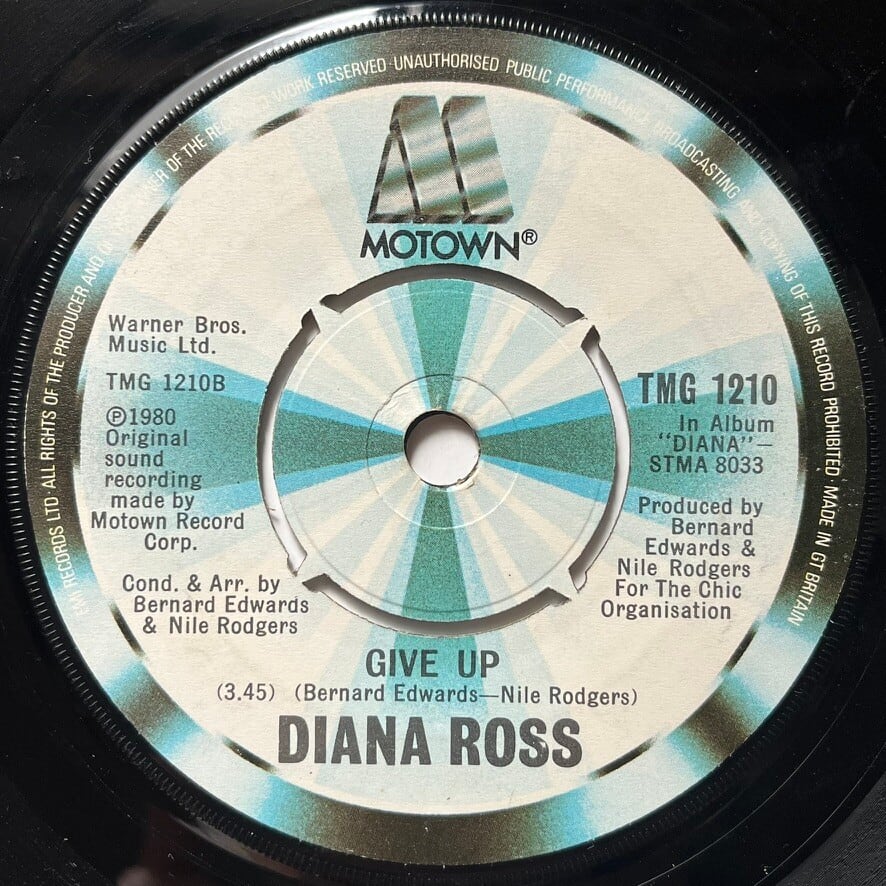 EMI RECORDS LTD · ALL RIGHTS OF THE PRODUCER AND OF THE OWNER OF THE RECORDED WORK RESERVED · UNAUTHORISED PUBLIC PERFORMANCE, BROADCASTING AND COPYING OF THIS RECORD PROHIBITED · MADE IN GT BRITAIN
MOTOWN®
Warner Bros.
Music Ltd.
TMG 1210B
℗1980
Original
sound
recording
made by
Motown Record
Corp.
Cond. & Arr. by
Bernard Edwards
& Nile Rodgers
TMG 1210
In Album
"DIANA"—
STMA 8033
Produced by
Bernard
Edwards &
Nile Rodgers
For The Chic
Organisation
GIVE UP
(3.45) (Bernard Edwards—Nile Rodgers)
DIANA ROSS